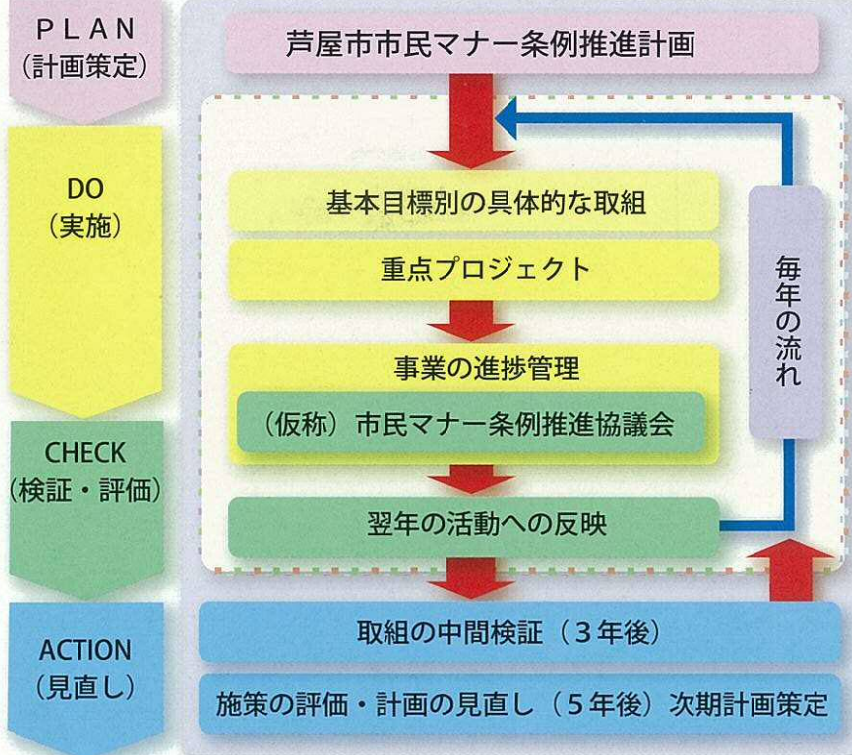 PLAN
(計画策定)
芦屋市市民マナー条例推進計画
DO
(実施)
基本目標別の具体的な取組
重点プロジェクト
事業の進捗管理
(仮称)市民マナー条例推進協議会
毎年の流れ
CHECK
(検証・評価)
翌年の活動への反映
ACTION
(見直し)
取組の中間検証(3年後)
施策の評価・計画の見直し(5年後)次期計画策定